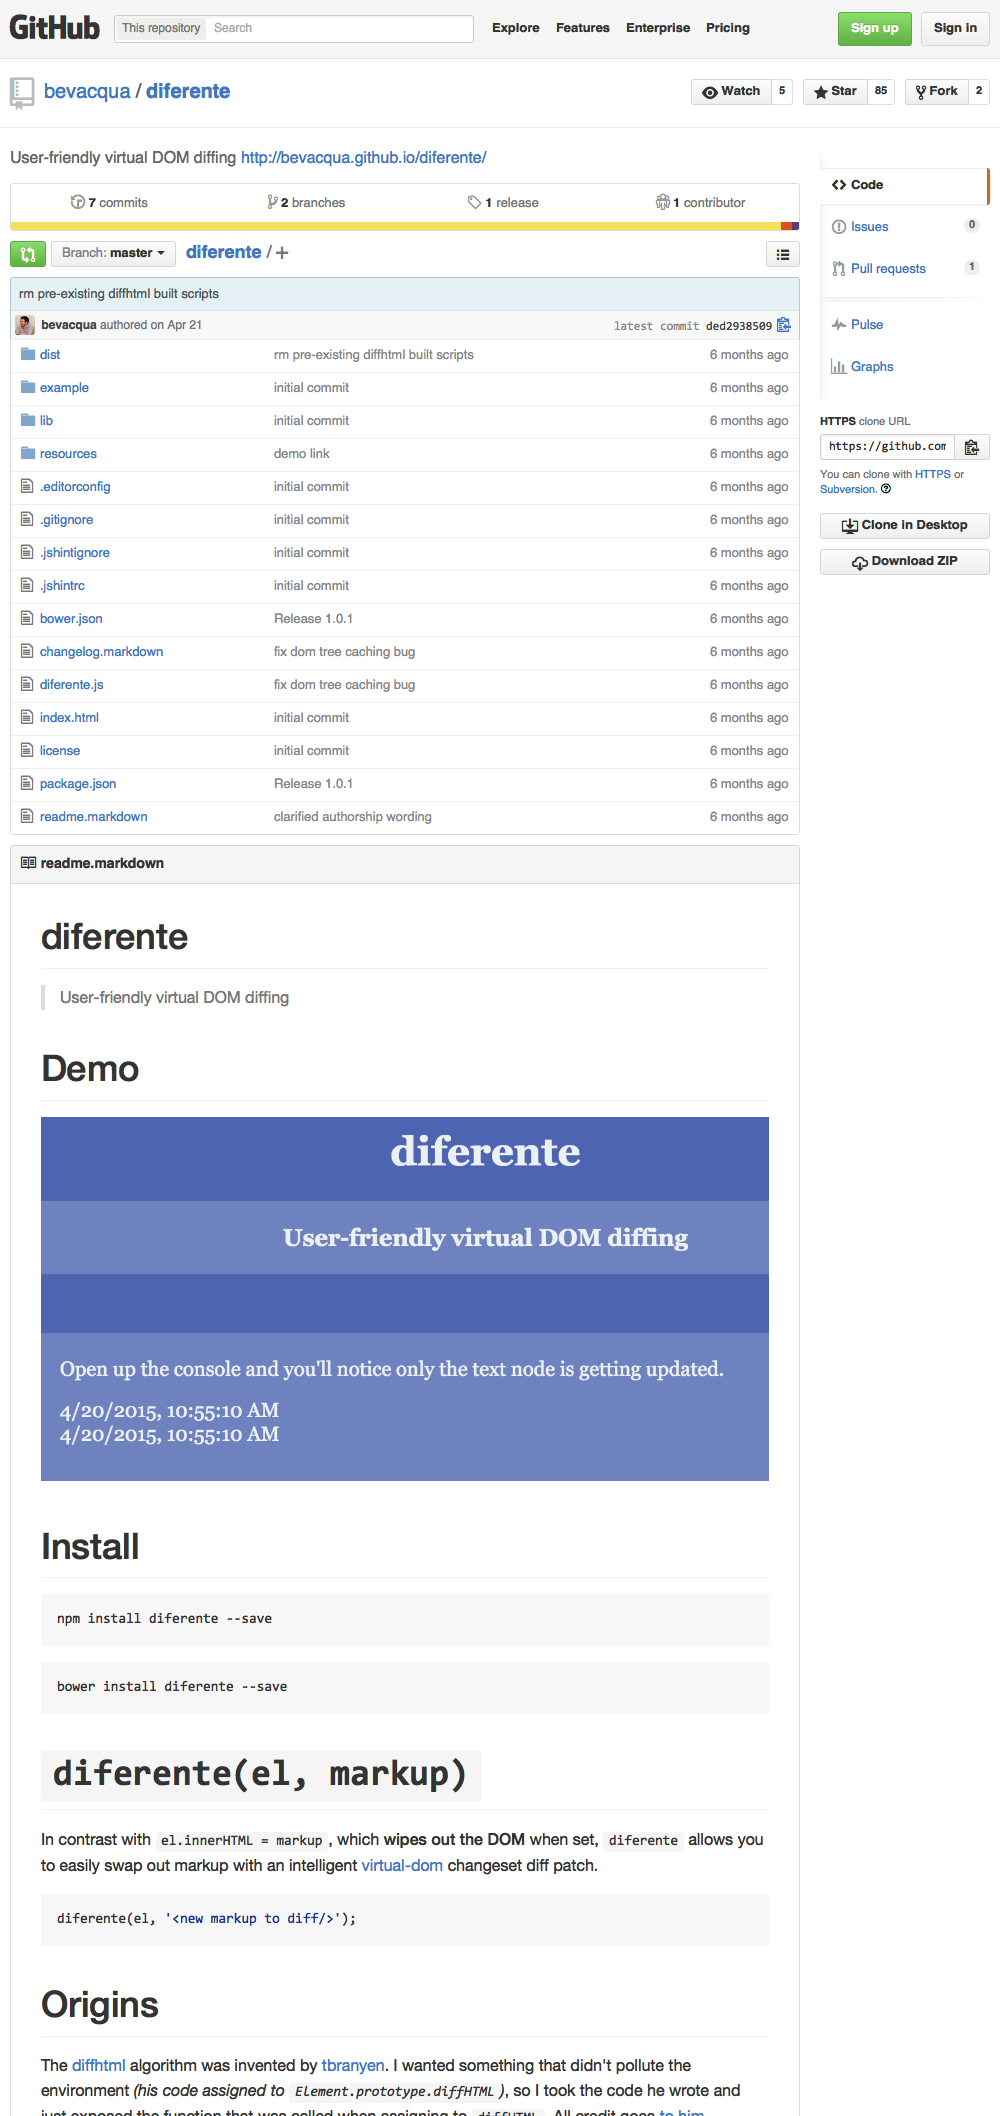 GitHub This repository Search Explore Features Enterprise Pricing Sign up Sign in
bevacqua / diferente Watch 5 Star 85 Fork 2
User-friendly virtual DOM diffing http://bevacqua.github.io/diferente/
7 commits 2 branches 1 release 1 contributor
Branch: master diferente / +
rm pre-existing diffhtml built scripts
bevacqua authored on Apr 21 latest commit ded2938509
dist rm pre-existing diffhtml built scripts 6 months ago
example initial commit 6 months ago
lib initial commit 6 months ago
resources demo link 6 months ago
.editorconfig initial commit 6 months ago
.gitignore initial commit 6 months ago
.jshintignore initial commit 6 months ago
.jshintrc initial commit 6 months ago
bower.json Release 1.0.1 6 months ago
changelog.markdown fix dom tree caching bug 6 months ago
diferente.js fix dom tree caching bug 6 months ago
index.html initial commit 6 months ago
license initial commit 6 months ago
package.json Release 1.0.1 6 months ago
readme.markdown clarified authorship wording 6 months ago
Code
Issues 0
Pull requests 1
Pulse
Graphs
HTTPS clone URL
https://github.com
You can clone with HTTPS or
Subversion.
Clone in Desktop
Download ZIP
readme.markdown
diferente
User-friendly virtual DOM diffing
Demo
diferente
User-friendly virtual DOM diffing
Open up the console and you'll notice only the text node is getting updated.
4/20/2015, 10:55:10 AM
4/20/2015, 10:55:10 AM
Install
npm install diferente --save
bower install diferente --save
diferente(el, markup)
In contrast with el.innerHTML = markup , which wipes out the DOM when set, diferente allows you
to easily swap out markup with an intelligent virtual-dom changeset diff patch.
diferente(el, '<new markup to diff/>');
Origins
The diffhtml algorithm was invented by tbranyen. I wanted something that didn't pollute the
environment (his code assigned to Element.prototype.diffHTML ), so I took the code he wrote and
just exposed the function that was called when assigning to diffHTML . All credit goes to him.